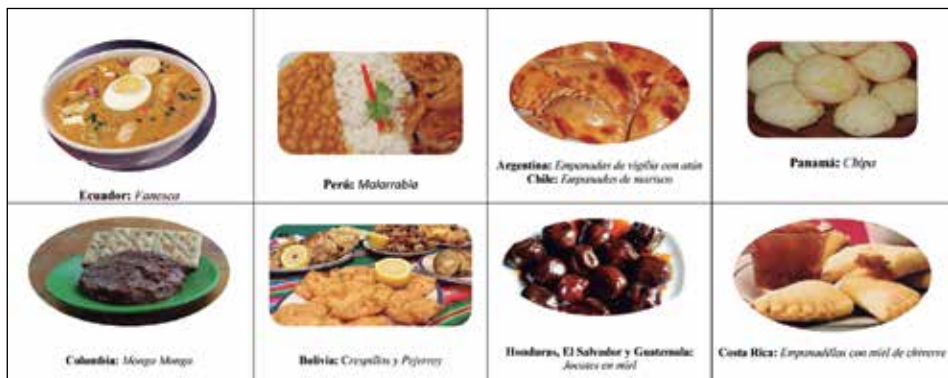 Ecuador: Fanesca
Perú: Malarrabia
Argentina: Empanadas de vigilia con atún
Chile: Empanadas de marisco
Panamá: Chipa
Colombia: Mongo Mongo
Bolivia: Crespillos y Pejerrey
Honduras, El Salvador y Guatemala:
Jocotes en miel
Costa Rica: Empanadillas con miel de chiverre